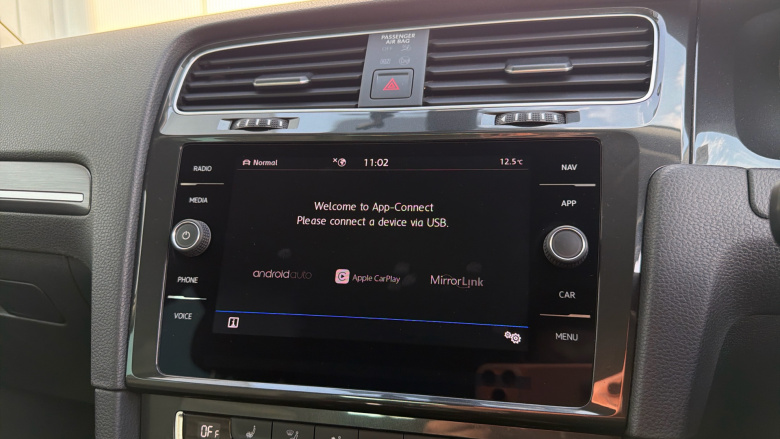 PASSENGER
AIR BAG
RADIO
MEDIA
PHONE
VOICE
Normal
11:02
12.5°C
Welcome to App-Connect
Please connect a device via USB.
androidauto
Apple CarPlay
MirrorLink
NAV
APP
CAR
MENU
OFF